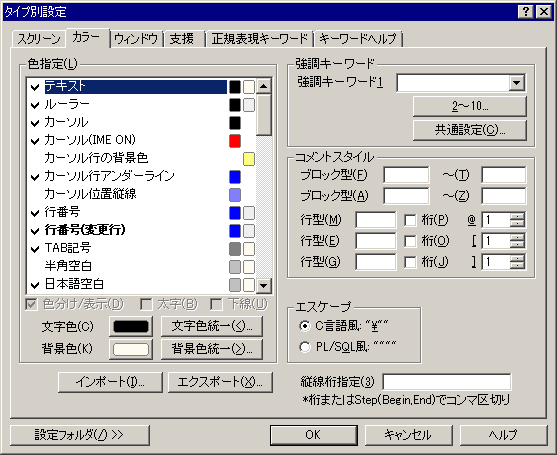 タイプ別設定
スクリーン カラー ウィンドウ 支援 正規表現キーワード キーワードヘルプ
色指定(L)
テキスト
ルーラー
カーソル
カーソル(IME ON)
カーソル行の背景色
カーソル行アンダーライン
カーソル位置縦線
行番号
行番号(変更行)
TAB記号
半角空白
日本語空白
色分け/表示(D) 太字(B) 下線(U)
文字色(C) 文字色統一(<)...
背景色(K) 背景色統一(>)...
インポート(I)... エクスポート(X)...
強調キーワード
強調キーワード1
2～10...
共通設定(Q)...
コメントスタイル
ブロック型(F) ～(T)
ブロック型(A) ～(Z)
行型(M) 桁(P) @ 1
行型(E) 桁(O) [ 1
行型(G) 桁(J) ] 1
エスケープ
C言語風: "¥""
PL/SQL風: """"
縦線桁指定(3)
*桁またはStep(Begin,End)でコンマ区切り
設定フォルダ(/) >> OK キャンセル ヘルプ